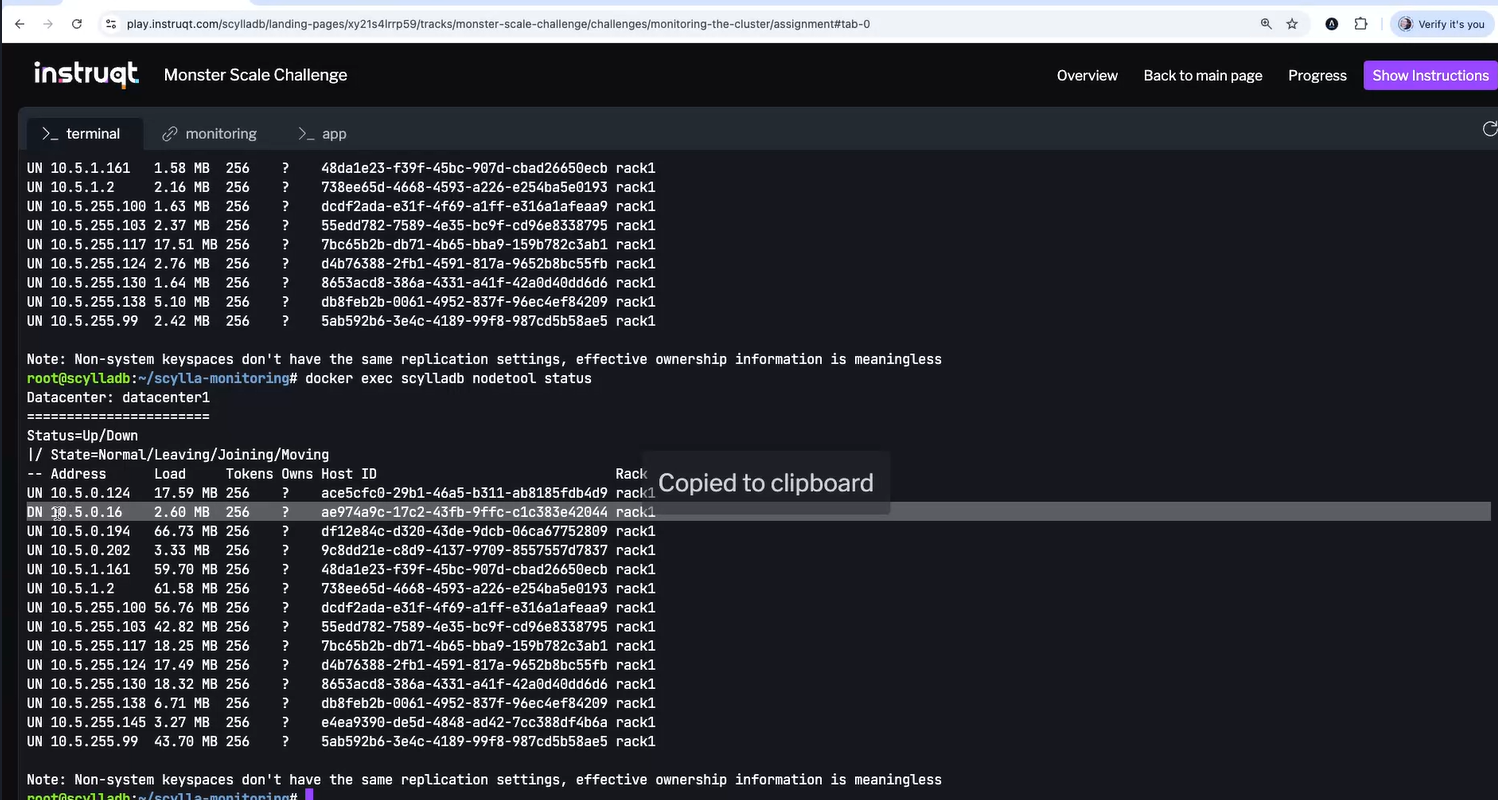 play.instruqt.com/scylladb/landing-pages/xy21s4lrrp59/tracks/monster-scale-challenge/challenges/monitoring-the-cluster/assignment#tab-0
Verify it's you
instruqt
Monster Scale Challenge
Overview
Back to main page
Progress
Show Instructions
>_ terminal
monitoring
>_ app
UN 10.5.1.161 1.58 MB 256 ? 48da1e23-f39f-45bc-907d-cbad26650ecb rack1
UN 10.5.1.2 2.16 MB 256 ? 738ee65d-4668-4593-a226-e254ba5e0193 rack1
UN 10.5.255.100 1.63 MB 256 ? dcdf2ada-e31f-4f69-a1ff-e316a1afeaa9 rack1
UN 10.5.255.103 2.37 MB 256 ? 55edd782-7589-4e35-bc9f-cd96e8338795 rack1
UN 10.5.255.117 17.51 MB 256 ? 7bc65b2b-db71-4b65-bba9-159b782c3ab1 rack1
UN 10.5.255.124 2.76 MB 256 ? d4b76388-2fb1-4591-817a-9652b8bc55fb rack1
UN 10.5.255.130 1.64 MB 256 ? 8653acd8-386a-4331-a41f-42a0d40dd6d6 rack1
UN 10.5.255.138 5.10 MB 256 ? db8feb2b-0061-4952-837f-96ec4ef84209 rack1
UN 10.5.255.99 2.42 MB 256 ? 5ab592b6-3e4c-4189-99f8-987cd5b58ae5 rack1
Note: Non-system keyspaces don't have the same replication settings, effective ownership information is meaningless
root@scylladb:~/scylla-monitoring# docker exec scylladb nodetool status
Datacenter: datacenter1
=======================
Status=Up/Down
|/ State=Normal/Leaving/Joining/Moving
-- Address Load Tokens Owns Host ID Rack
UN 10.5.0.124 17.59 MB 256 ? ace5cfc0-29b1-46a5-b311-ab8185fdb4d9 rack1
DN 10.5.0.16 2.60 MB 256 ? ae974a9c-17c2-43fb-9ffc-c1c383e42044 rack1
UN 10.5.0.194 66.73 MB 256 ? df12e84c-d320-43de-9dcb-06ca67752809 rack1
UN 10.5.0.202 3.33 MB 256 ? 9c8dd21e-c8d9-4137-9709-8557557d7837 rack1
UN 10.5.1.161 59.70 MB 256 ? 48da1e23-f39f-45bc-907d-cbad26650ecb rack1
UN 10.5.1.2 61.58 MB 256 ? 738ee65d-4668-4593-a226-e254ba5e0193 rack1
UN 10.5.255.100 56.76 MB 256 ? dcdf2ada-e31f-4f69-a1ff-e316a1afeaa9 rack1
UN 10.5.255.103 42.82 MB 256 ? 55edd782-7589-4e35-bc9f-cd96e8338795 rack1
UN 10.5.255.117 18.25 MB 256 ? 7bc65b2b-db71-4b65-bba9-159b782c3ab1 rack1
UN 10.5.255.124 17.49 MB 256 ? d4b76388-2fb1-4591-817a-9652b8bc55fb rack1
UN 10.5.255.130 18.32 MB 256 ? 8653acd8-386a-4331-a41f-42a0d40dd6d6 rack1
UN 10.5.255.138 6.71 MB 256 ? db8feb2b-0061-4952-837f-96ec4ef84209 rack1
UN 10.5.255.145 3.27 MB 256 ? e4ea9390-de5d-4848-ad42-7cc388df4b6a rack1
UN 10.5.255.99 43.70 MB 256 ? 5ab592b6-3e4c-4189-99f8-987cd5b58ae5 rack1
Copied to clipboard
Note: Non-system keyspaces don't have the same replication settings, effective ownership information is meaningless
root@scylladb:~/scylla-monitoring#